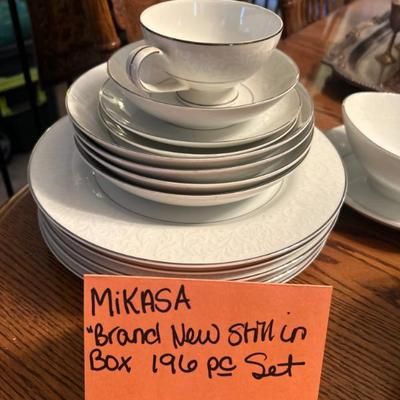 MiKASA
"Brand New Still in
Box 196 pc Set